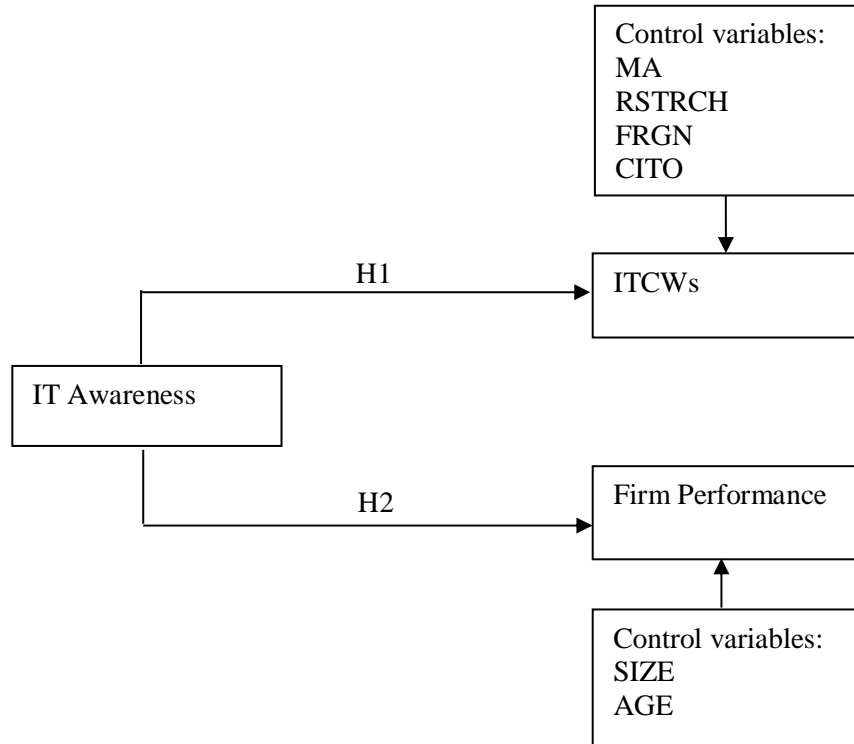 Control variables:
MA
RSTRCH
FRGN
CITO
H1
ITCWs
IT Awareness
H2
Firm Performance
Control variables:
SIZE
AGE